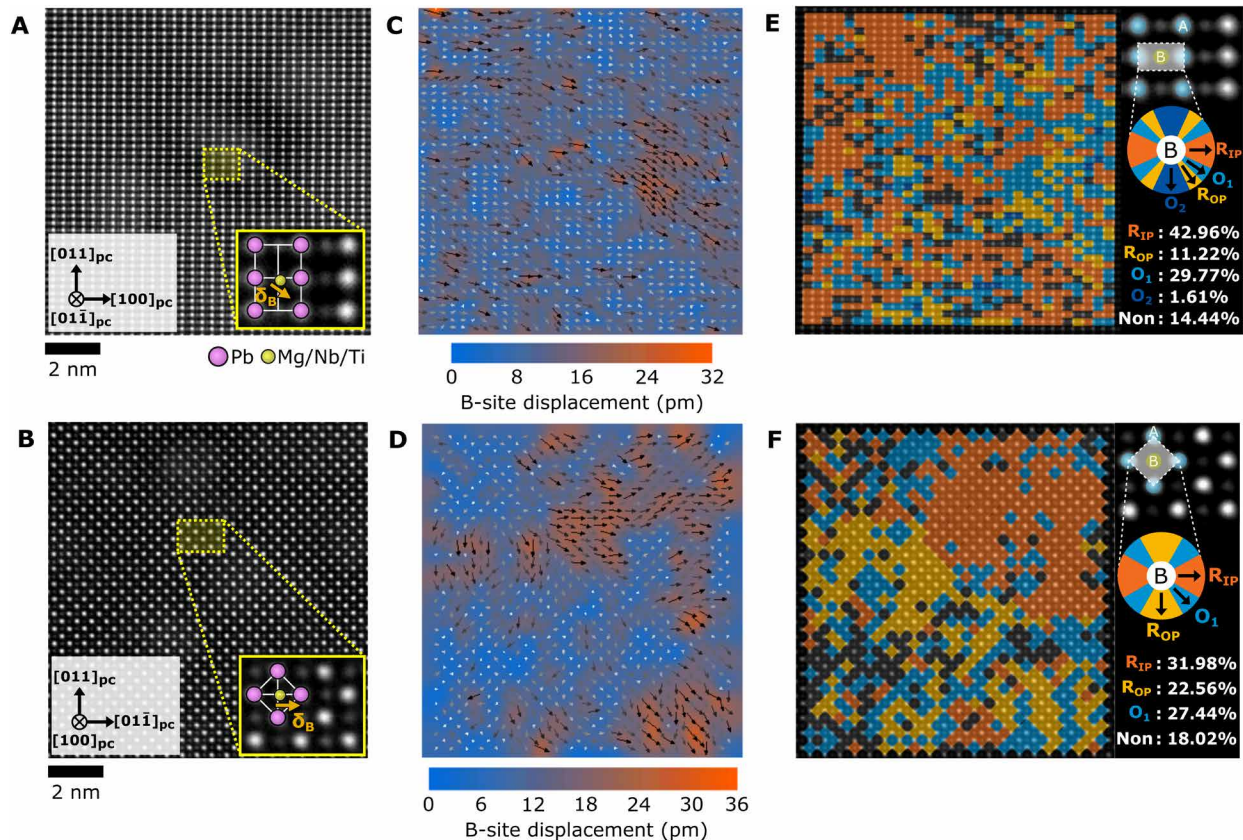 A
[011]pc
[100]pc
[01̄1̄]pc
δB
2 nm
Pb Mg/Nb/Ti
C
0 8 16 24 32
B-site displacement (pm)
E
A
B
B
RIP
O1
ROP
O2
RIP : 42.96%
ROP : 11.22%
O1 : 29.77%
O2 : 1.61%
Non : 14.44%
B
[011]pc
[011̄]pc
[100]pc
δB
2 nm
D
0 6 12 18 24 30 36
B-site displacement (pm)
F
A
B
B
RIP
O1
ROP
RIP : 31.98%
ROP : 22.56%
O1 : 27.44%
Non : 18.02%